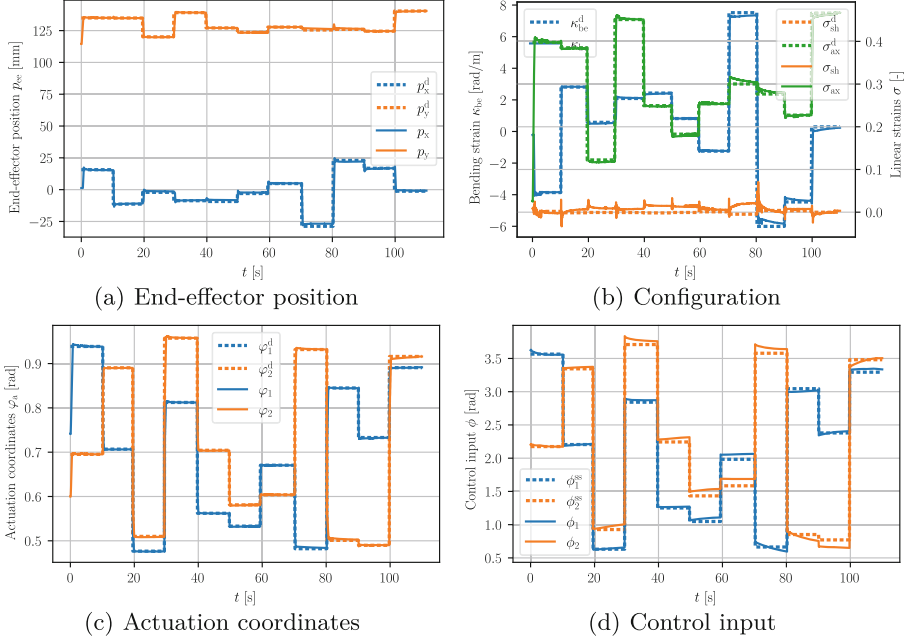 125
100
75
50
25
0
−25
End-effector position p_ee [mm]
p_x^d
p_y^d
p_x
p_y
0 20 40 60 80 100
t [s]
(a) End-effector position
6
4
2
0
−2
−4
−6
Bending strain κ_be [rad/m]
κ_be^d
σ_sh^d
σ_ax^d
σ_sh
σ_ax
0.4
0.3
0.2
0.1
0.0
Linear strains σ [-]
0 20 40 60 80 100
t [s]
(b) Configuration
0.9
0.8
0.7
0.6
0.5
Actuation coordinates φ_a [rad]
φ_1^d
φ_2^d
φ_1
φ_2
0 20 40 60 80 100
t [s]
(c) Actuation coordinates
3.5
3.0
2.5
2.0
1.5
1.0
0.5
Control input ϕ [rad]
ϕ_1^ss
ϕ_2^ss
ϕ_1
ϕ_2
0 20 40 60 80 100
t [s]
(d) Control input